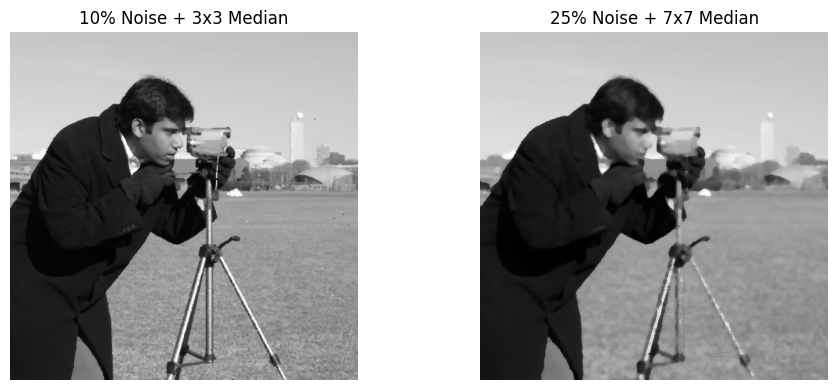 10% Noise + 3x3 Median
25% Noise + 7x7 Median